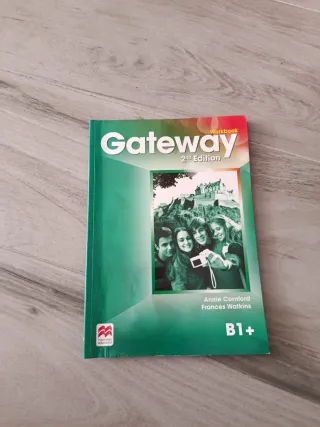 Workbook
Gateway
2nd Edition
Annie Cornford
Frances Watkins
B1+